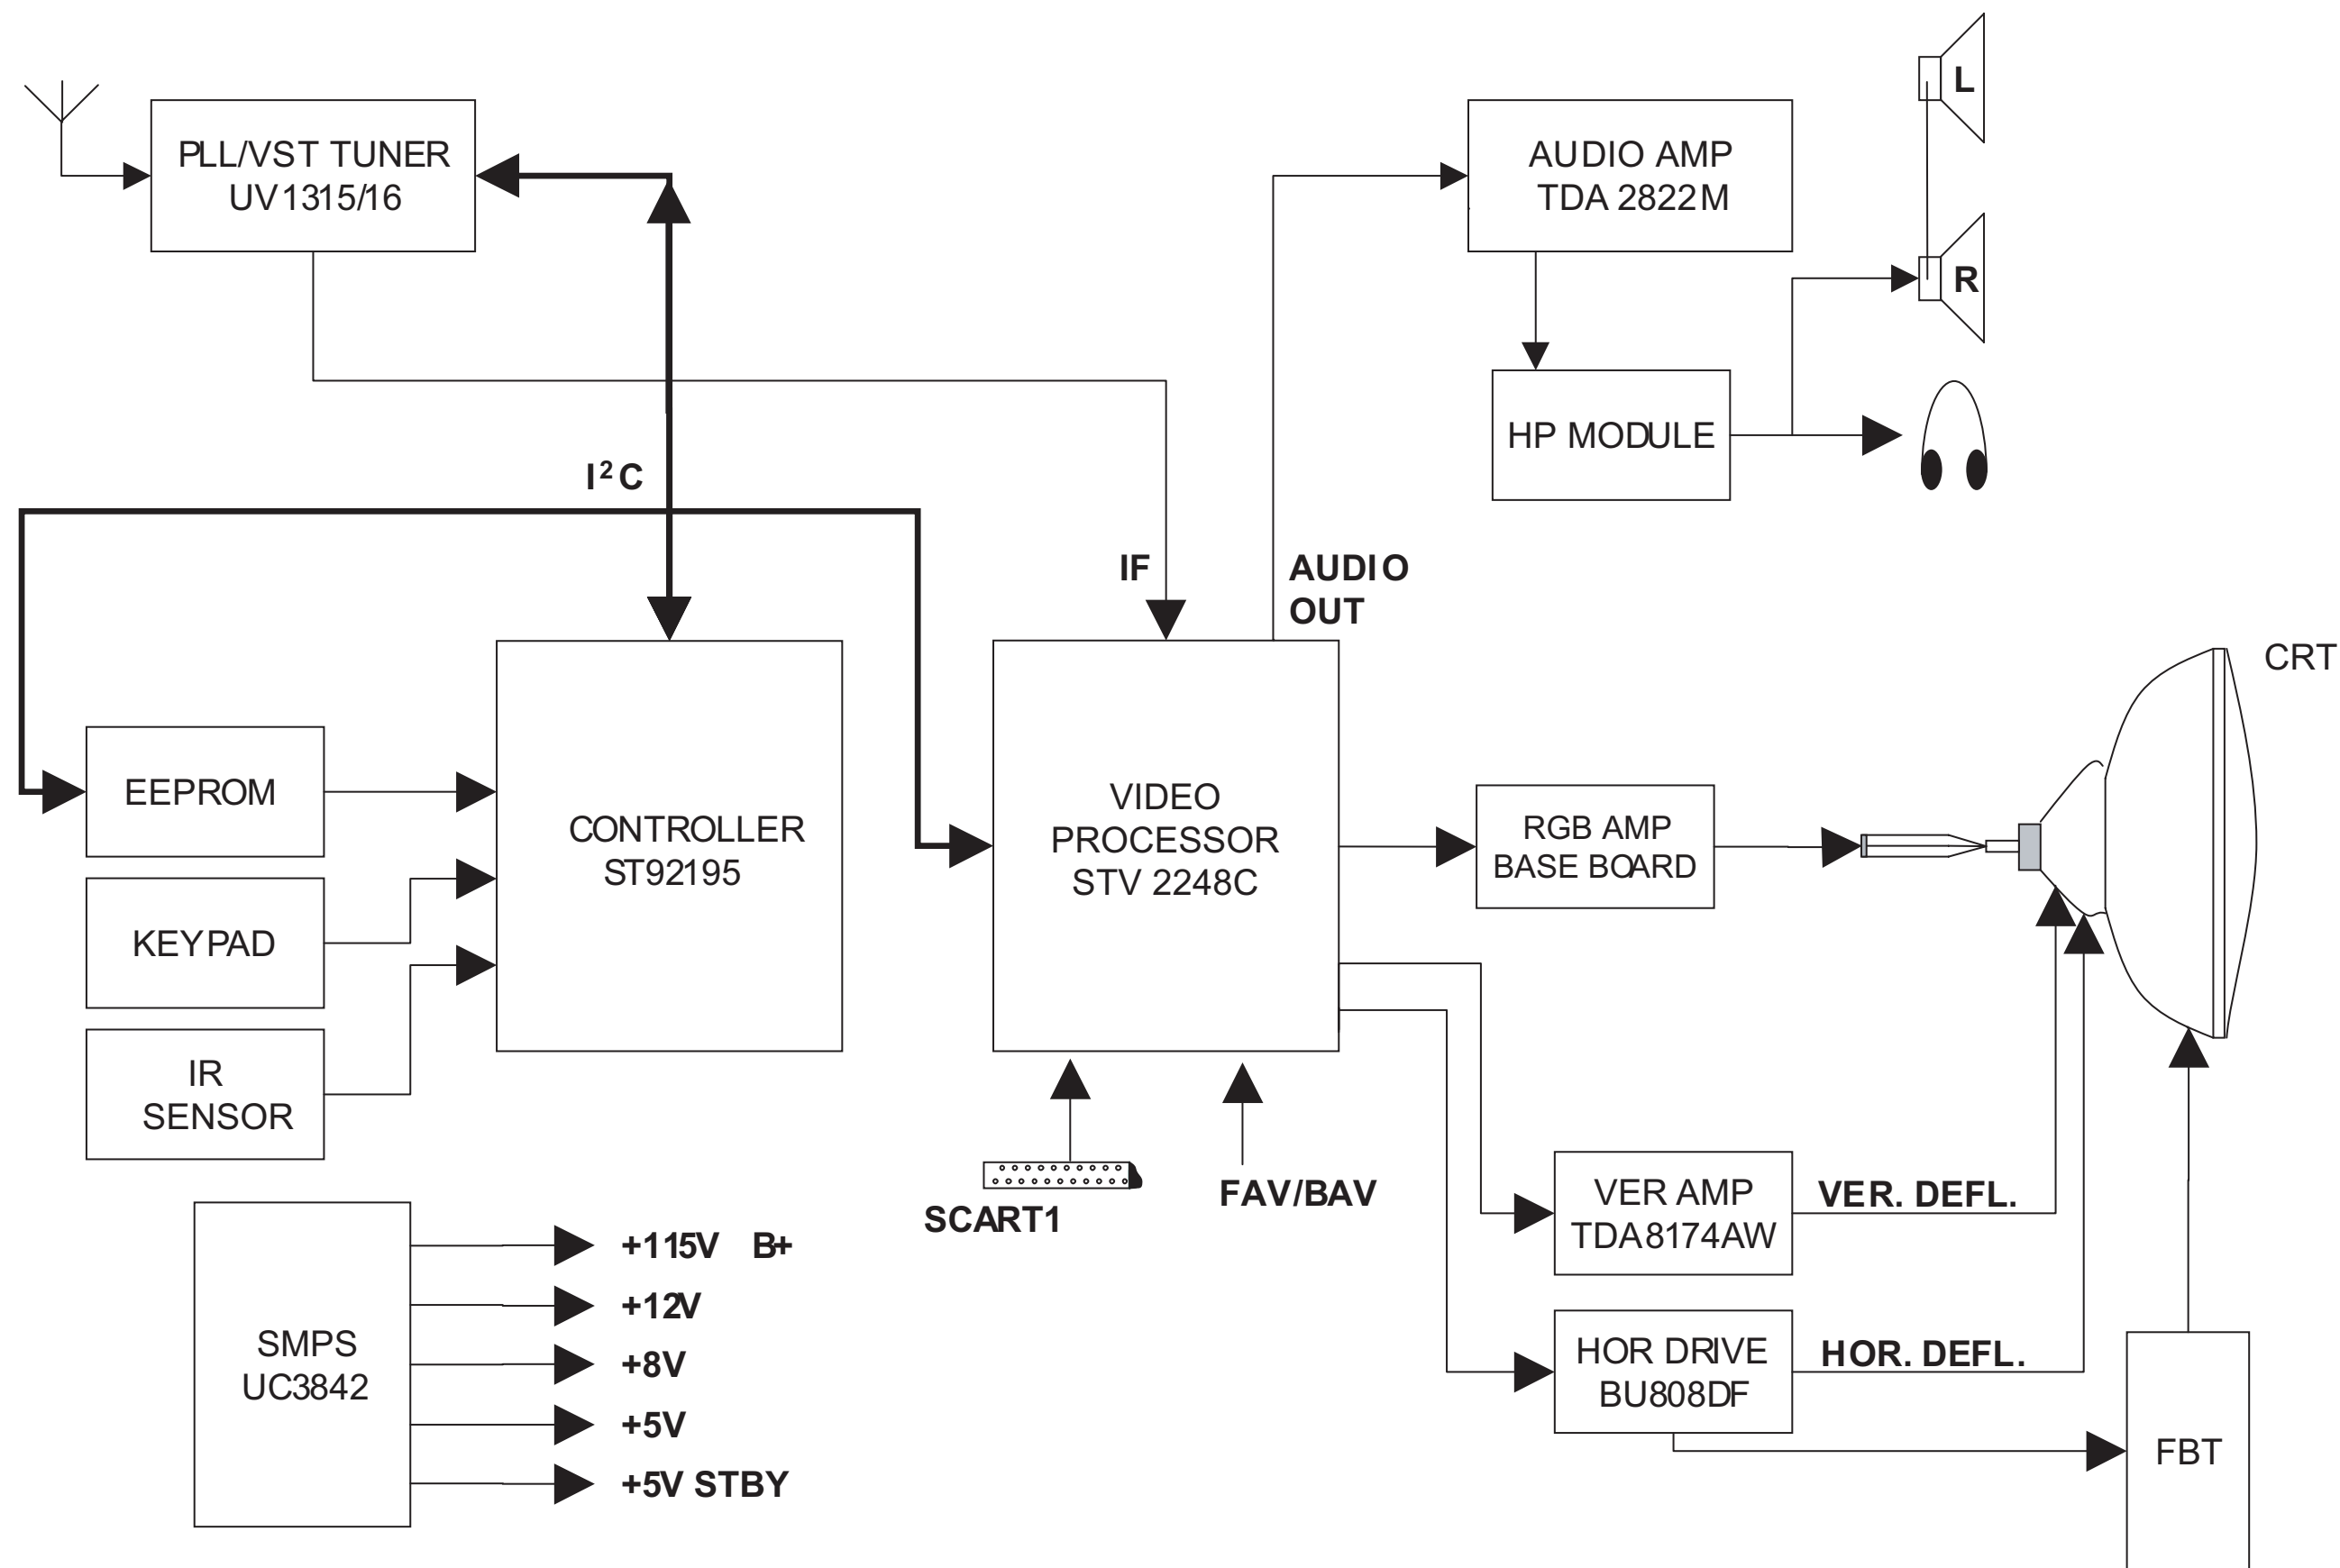 PLL/VST TUNER
UV1315/16
AUDIO AMP
TDA 2822M
L
R
HP MODULE
I²C
IF
AUDIO
OUT
CRT
EEPROM
KEYPAD
IR
SENSOR
CONTROLLER
ST92195
VIDEO
PROCESSOR
STV 2248C
RGB AMP
BASE BOARD
SCART1
FAV/BAV
VER AMP
TDA8174AW
VER. DEFL.
HOR DRIVE
BU808DF
HOR. DEFL.
FBT
SMPS
UC3842
+115V B+
+12V
+8V
+5V
+5V STBY